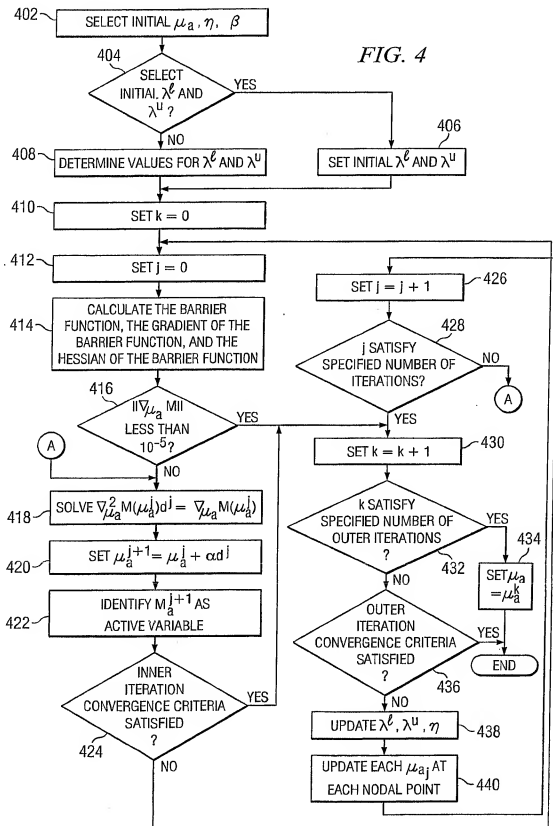 FIG. 4
402
SELECT INITIAL μₐ, η, β
404
SELECT
INITIAL λˡ AND
λᵘ ?
YES
NO
406
SET INITIAL λˡ AND λᵘ
408
DETERMINE VALUES FOR λˡ AND λᵘ
410
SET k = 0
412
SET j = 0
414
CALCULATE THE BARRIER
FUNCTION, THE GRADIENT OF THE
BARRIER FUNCTION, AND THE
HESSIAN OF THE BARRIER FUNCTION
416
||∇μₐ M||
LESS THAN
10⁻⁵?
YES
NO
A
418
SOLVE ∇²μₐ M(μₐʲ)dʲ = ∇μₐ M(μₐʲ)
420
SET μₐʲ⁺¹ = μₐʲ + αdʲ
422
IDENTIFY Mₐʲ⁺¹ AS
ACTIVE VARIABLE
INNER
ITERATION
CONVERGENCE CRITERIA
SATISFIED
?
424
YES
NO
426
SET j = j + 1
428
j SATISFY
SPECIFIED NUMBER OF
ITERATIONS?
NO
A
YES
430
SET k = k + 1
k SATISFY
SPECIFIED NUMBER OF
OUTER ITERATIONS
?
432
YES
434
SET μₐ
= μₐᵏ
NO
OUTER
ITERATION
CONVERGENCE CRITERIA
SATISFIED
?
436
YES
END
NO
UPDATE λˡ, λᵘ, η
438
UPDATE EACH μₐⱼ AT
EACH NODAL POINT
440